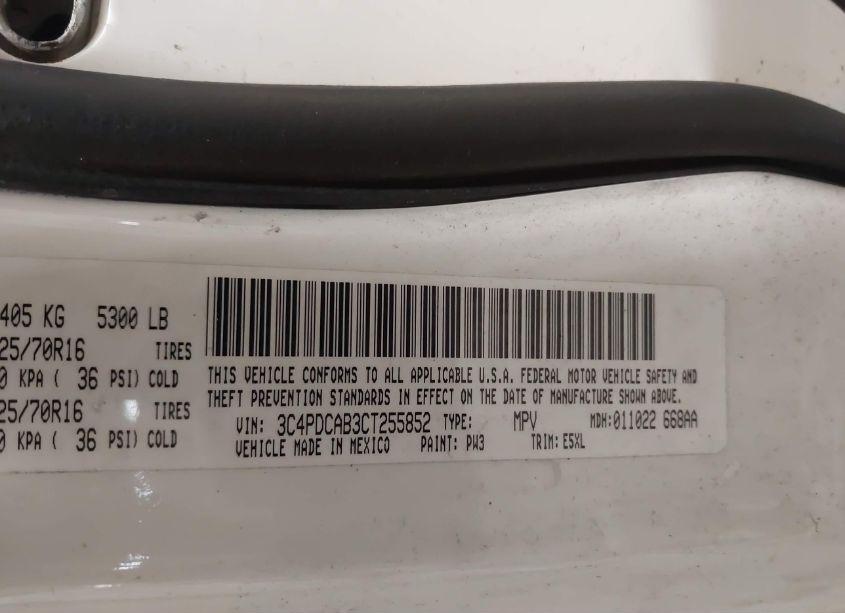 405 KG 5300 LB
25/70R16 TIRES
0 KPA ( 36 PSI) COLD
25/70R16 TIRES
0 KPA ( 36 PSI) COLD
THIS VEHICLE CONFORMS TO ALL APPLICABLE U.S.A. FEDERAL MOTOR VEHICLE SAFETY AND
THEFT PREVENTION STANDARDS IN EFFECT ON THE DATE OF MANUFACTURE SHOWN ABOVE.
VIN: 3C4PDCAB3CT255852 TYPE: MPV MDH:011022 668AA
VEHICLE MADE IN MEXICO PAINT: PW3 TRIM: E5XL